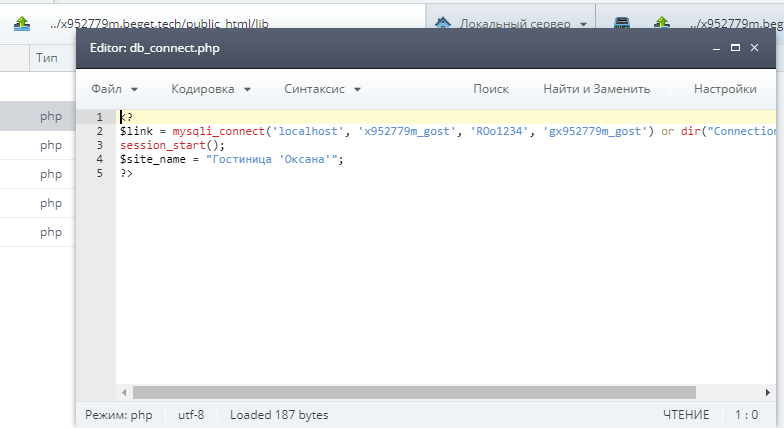 ../x952779m.beget.tech/public_html/lib
Локальный сервер
../x952779m.beg
Тип
Editor: db_connect.php
Файл Кодировка Синтаксис Поиск Найти и Заменить Настройки
php
php
php
php
php
1 <?
2 $link = mysqli_connect('localhost', 'x952779m_gost', 'ROo1234', 'gx952779m_gost') or dir("Connection
3 session_start();
4 $site_name = "Гостиница 'Оксана'";
5 ?>
Режим: php utf-8 Loaded 187 bytes ЧТЕНИЕ 1 : 0